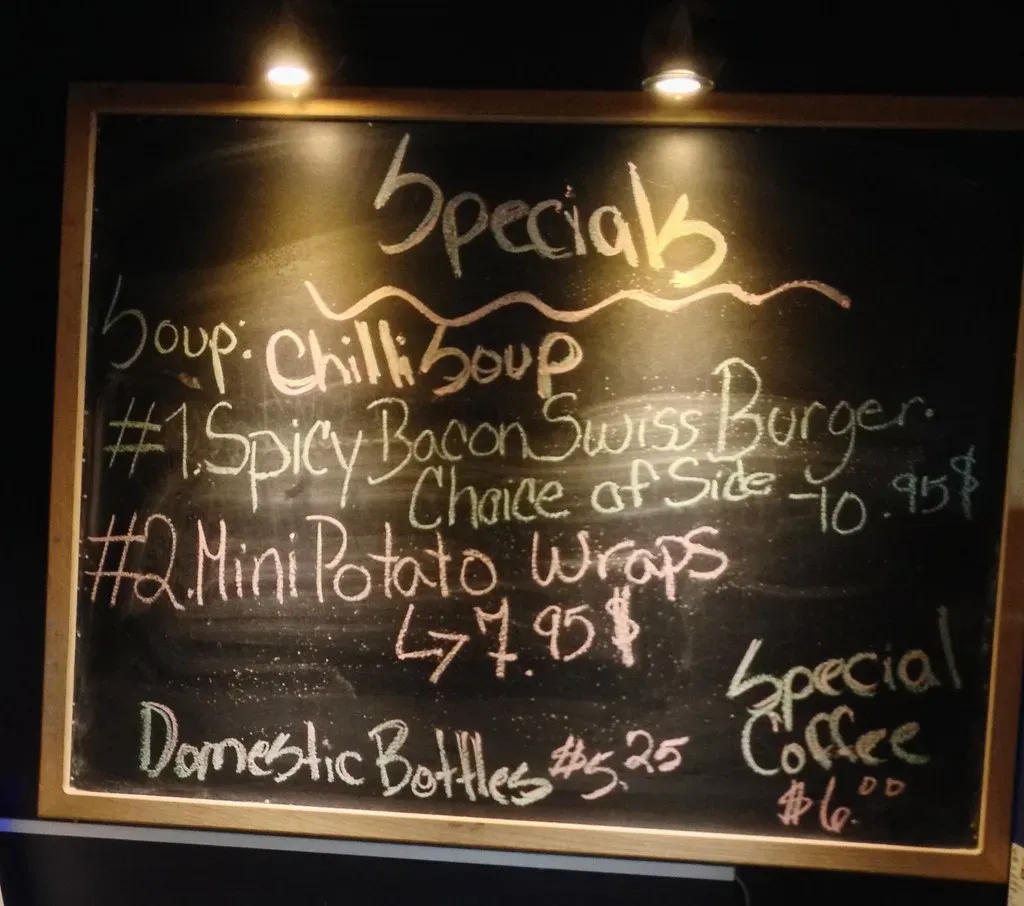 Specials
Soup: Chilli Soup
#1. Spicy Bacon Swiss Burger.
Choice of Side - 10.95$
#2. Mini Potato Wraps
↳ 7.95$
Domestic Bottles $5.25
Special
Coffee
$6.00